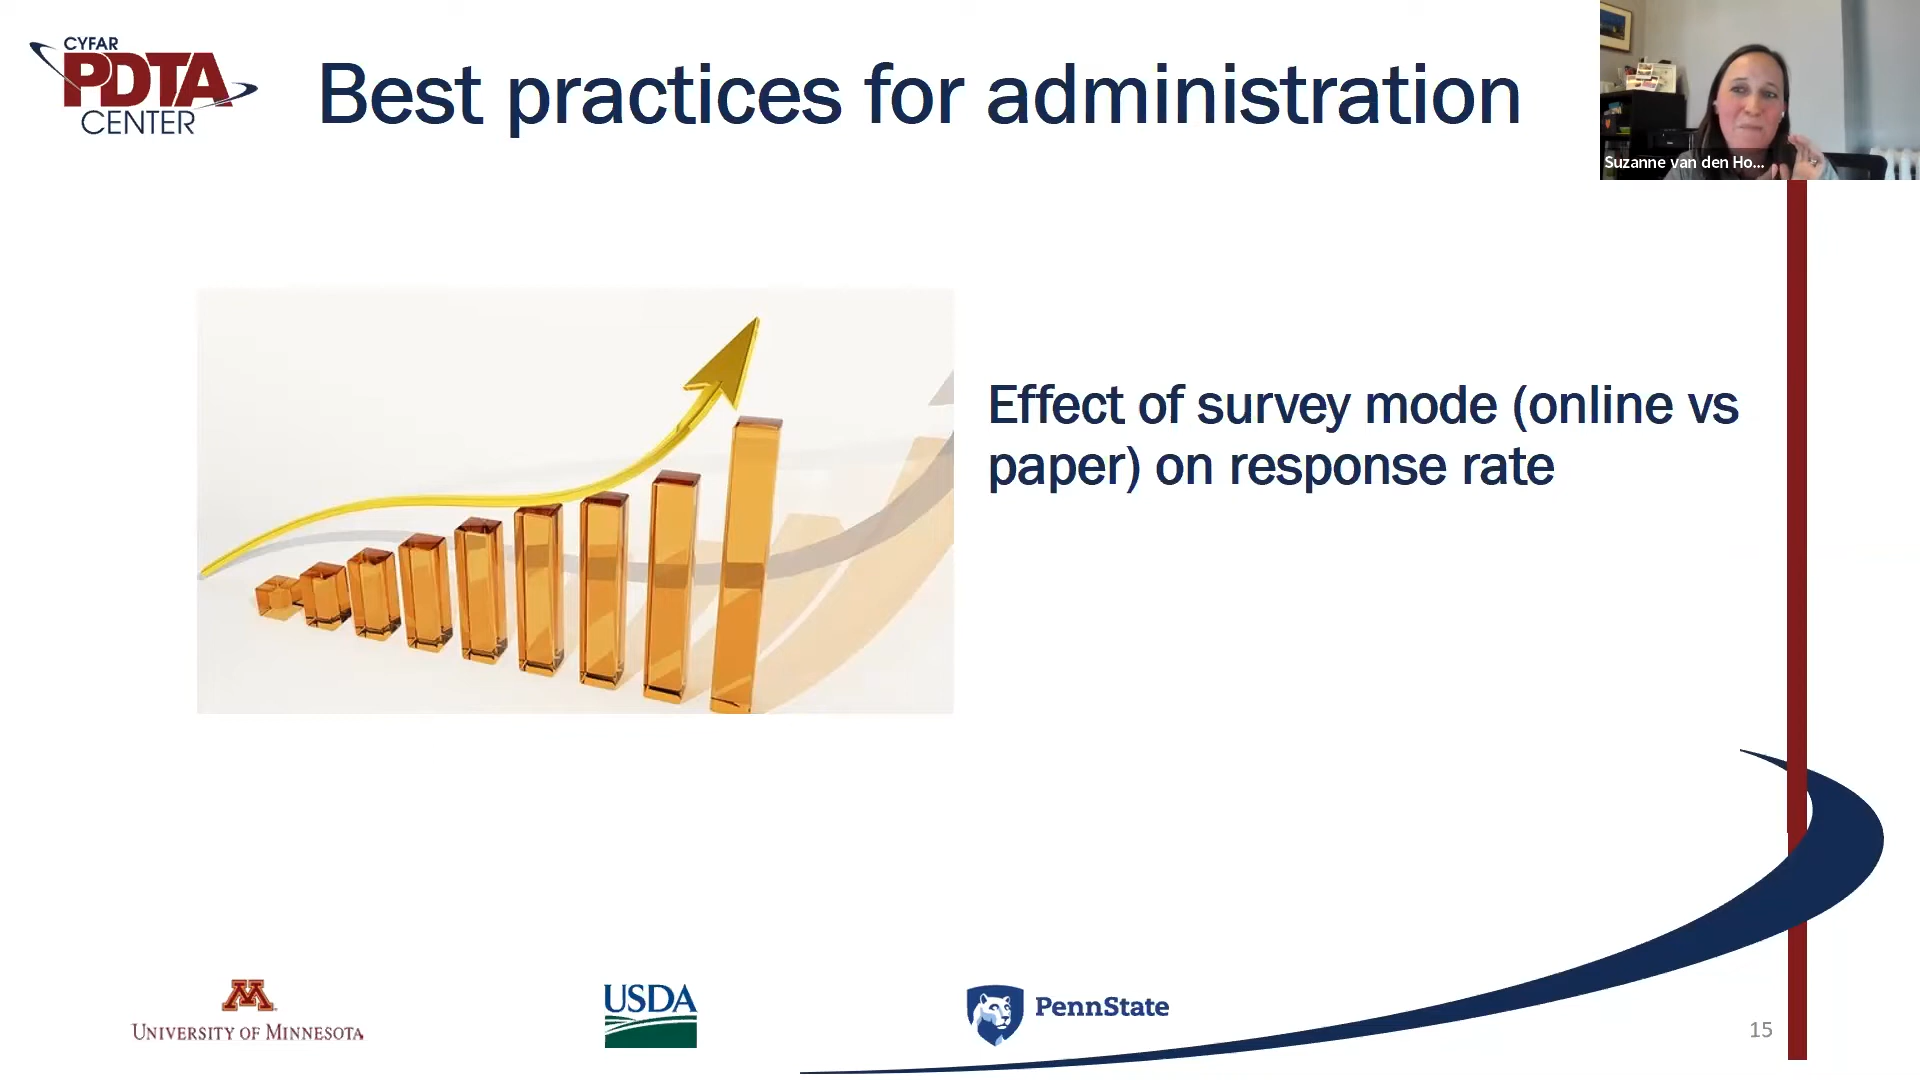 CYFAR
PDTA
CENTER
Best practices for administration
Suzanne van den Ho...
Effect of survey mode (online vs
paper) on response rate
M
UNIVERSITY OF MINNESOTA
USDA
PennState
15